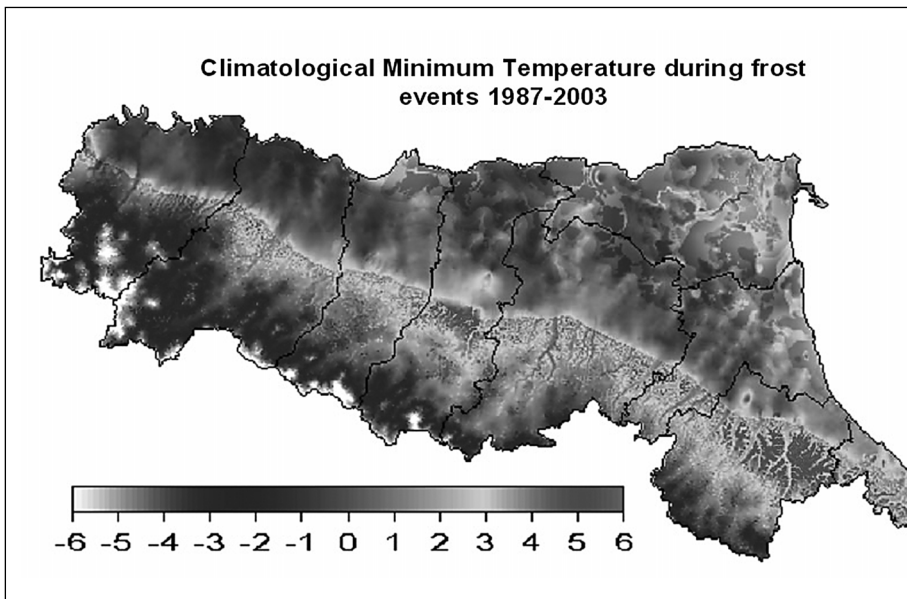 Climatological Minimum Temperature during frost
events 1987-2003
-6 -5 -4 -3 -2 -1 0 1 2 3 4 5 6